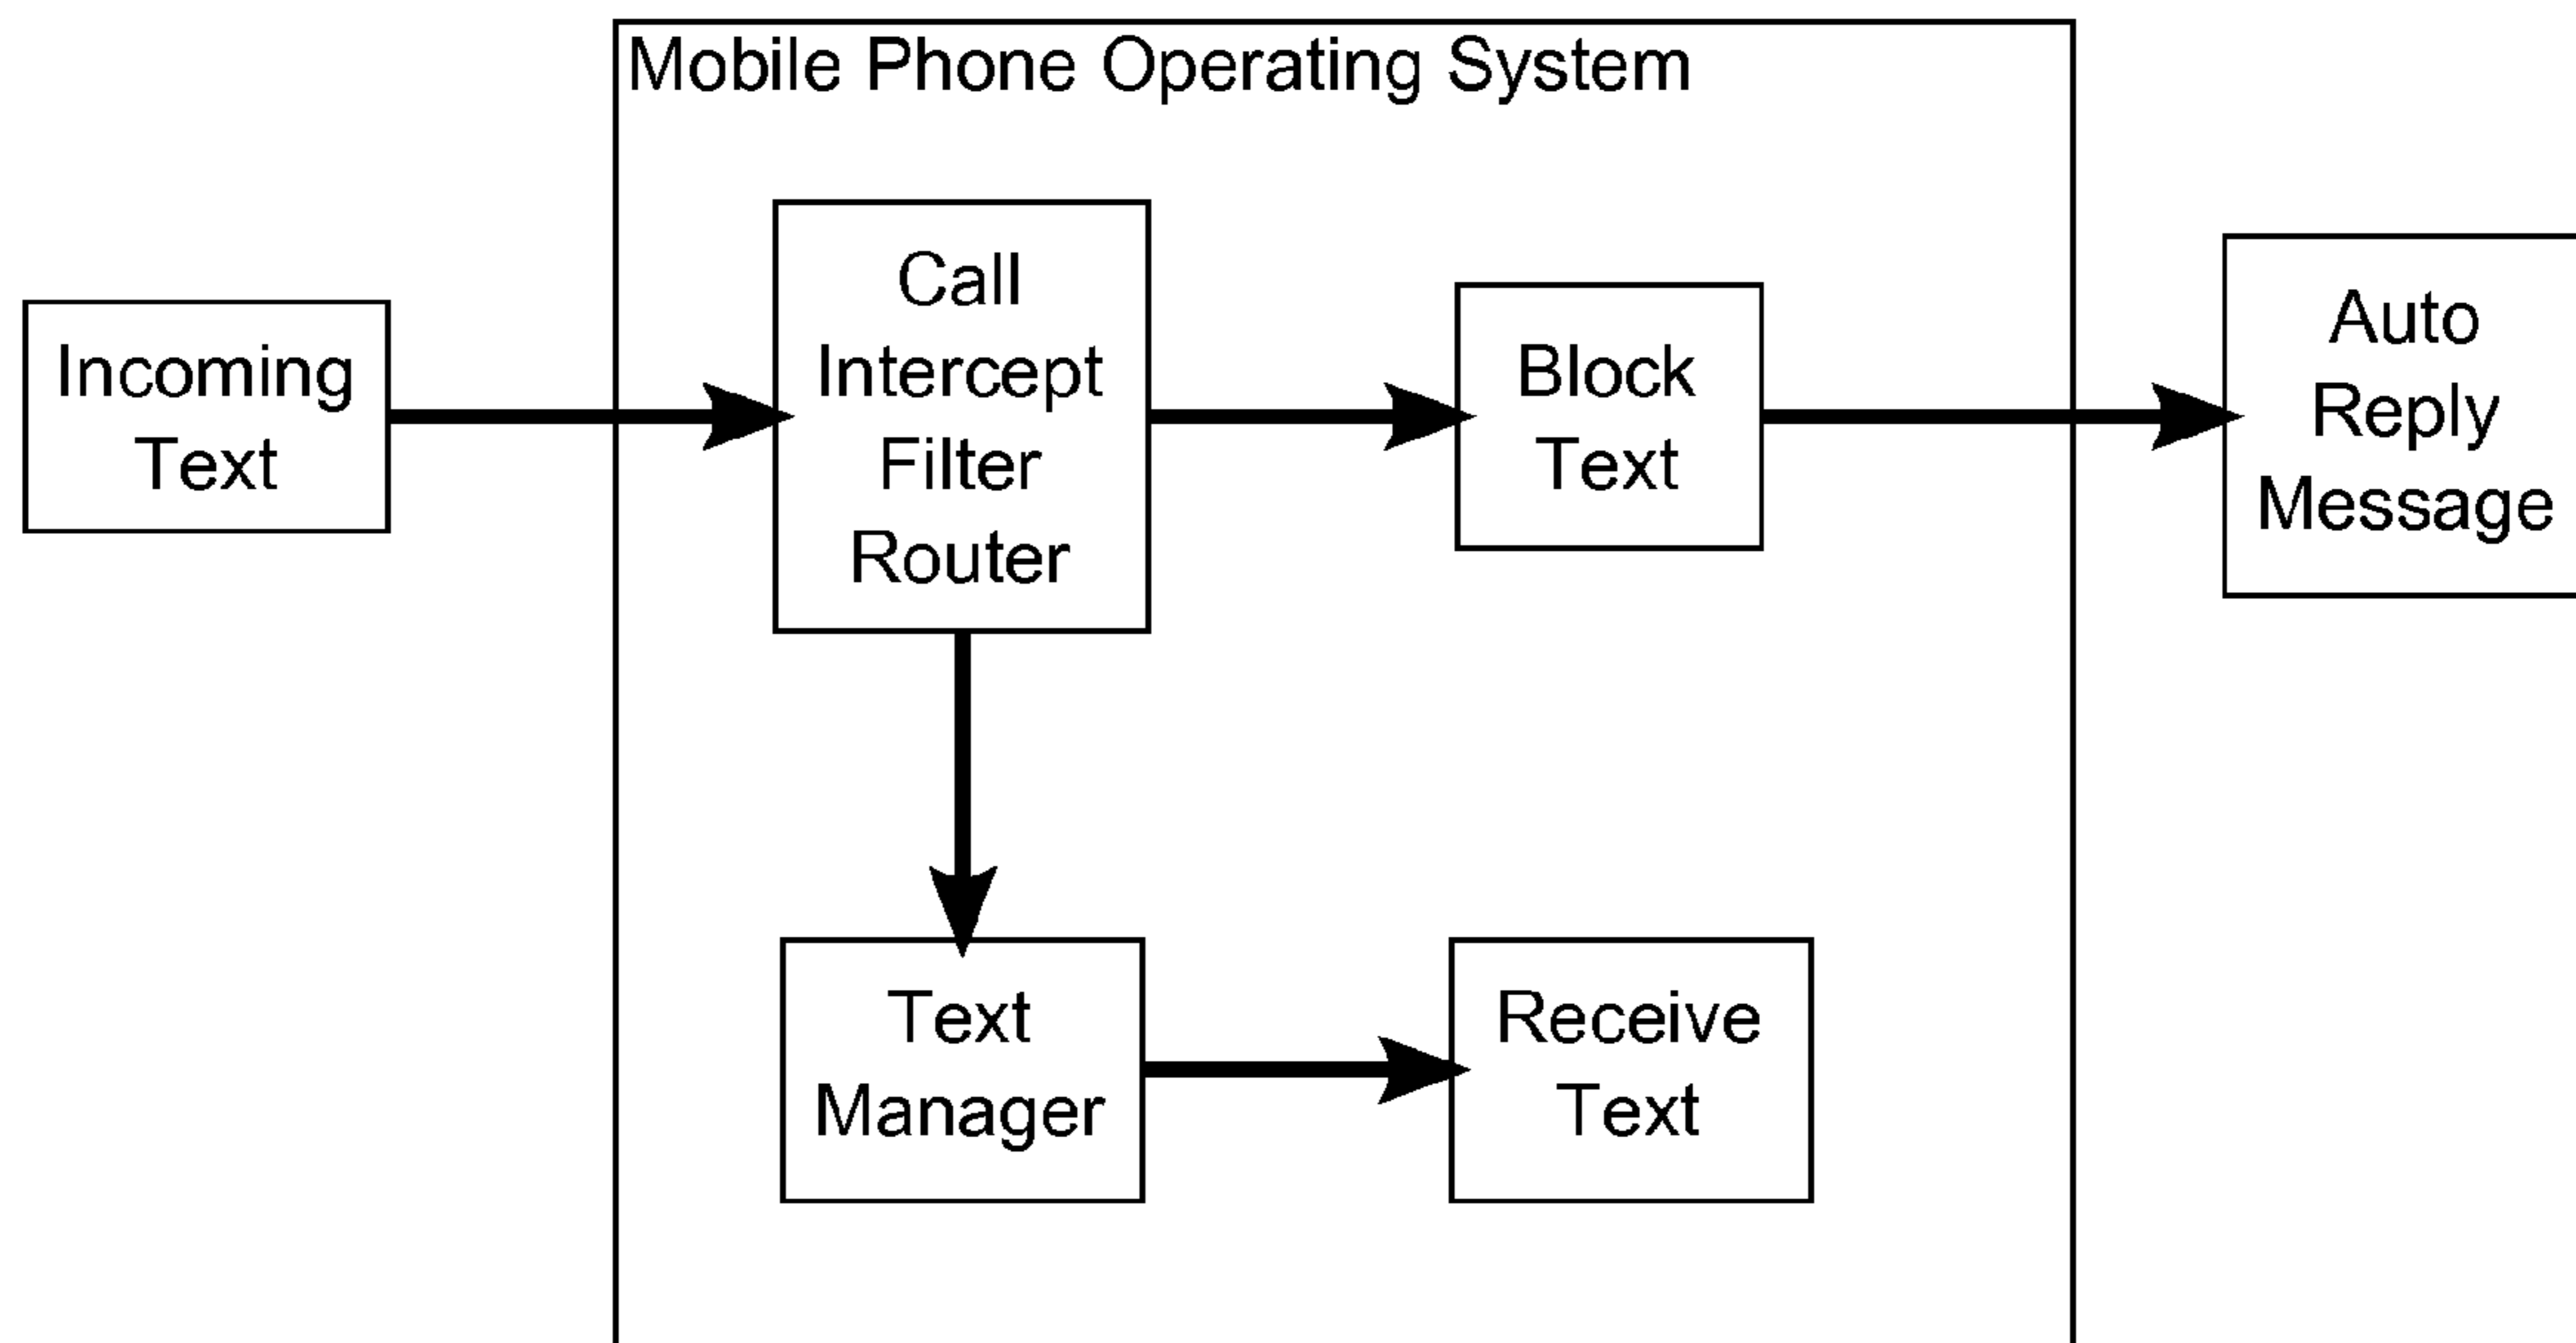 Mobile Phone Operating System
Incoming
Text
Call
Intercept
Filter
Router
Block
Text
Auto
Reply
Message
Text
Manager
Receive
Text